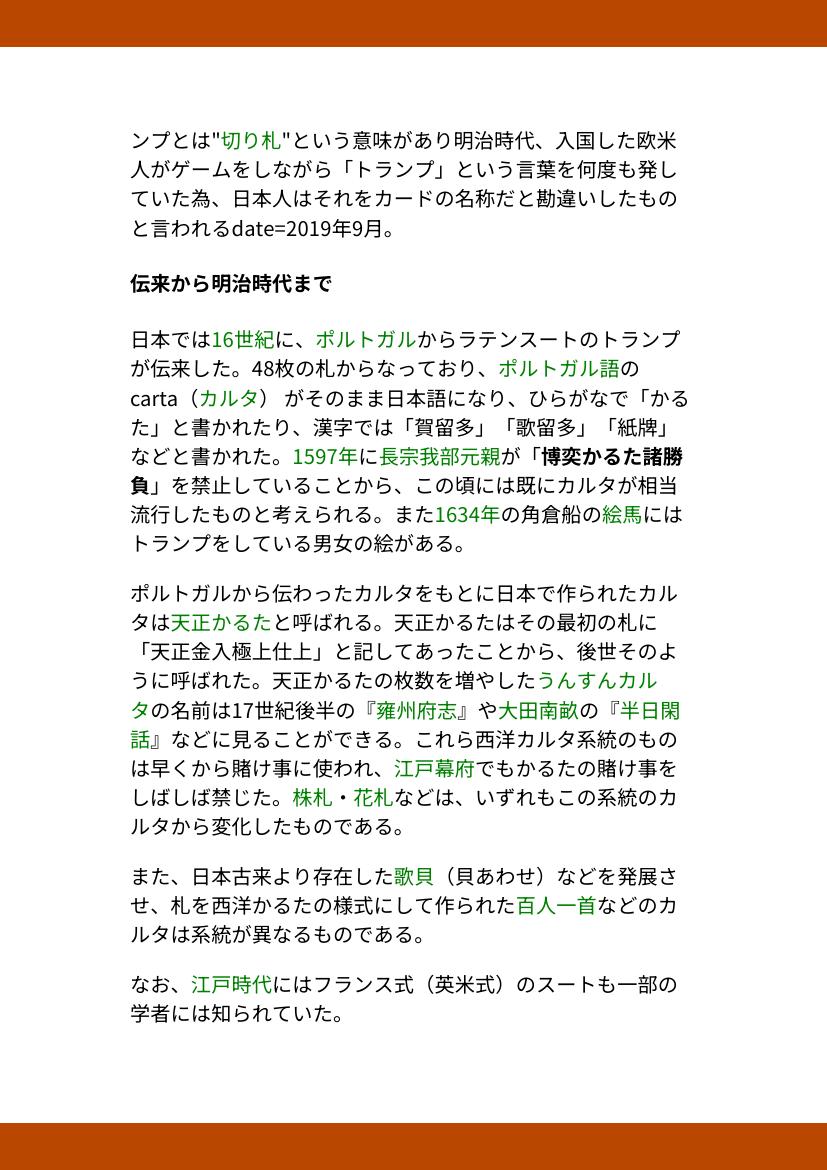 ンプとは"切り札"という意味があり明治時代、入国した欧米
人がゲームをしながら「トランプ」という言葉を何度も発し
ていた為、日本人はそれをカードの名称だと勘違いしたもの
と言われるdate=2019年9月。
伝来から明治時代まで
日本では16世紀に、ポルトガルからラテンスートのトランプ
が伝来した。48枚の札からなっており、ポルトガル語の
carta（カルタ） がそのまま日本語になり、ひらがなで「かる
た」と書かれたり、漢字では「賀留多」「歌留多」「紙牌」
などと書かれた。1597年に長宗我部元親が「博奕かるた諸勝
負」を禁止していることから、この頃には既にカルタが相当
流行したものと考えられる。また1634年の角倉船の絵馬には
トランプをしている男女の絵がある。
ポルトガルから伝わったカルタをもとに日本で作られたカル
タは天正かるたと呼ばれる。天正かるたはその最初の札に
「天正金入極上仕上」と記してあったことから、後世そのよ
うに呼ばれた。天正かるたの枚数を増やしたうんすんカル
タの名前は17世紀後半の『雍州府志』や大田南畝の『半日閑
話』などに見ることができる。これら西洋カルタ系統のもの
は早くから賭け事に使われ、江戸幕府でもかるたの賭け事を
しばしば禁じた。株札・花札などは、いずれもこの系統のカ
ルタから変化したものである。
また、日本古来より存在した歌貝（貝あわせ）などを発展さ
せ、札を西洋かるたの様式にして作られた百人一首などのカ
ルタは系統が異なるものである。
なお、江戸時代にはフランス式（英米式）のスートも一部の
学者には知られていた。